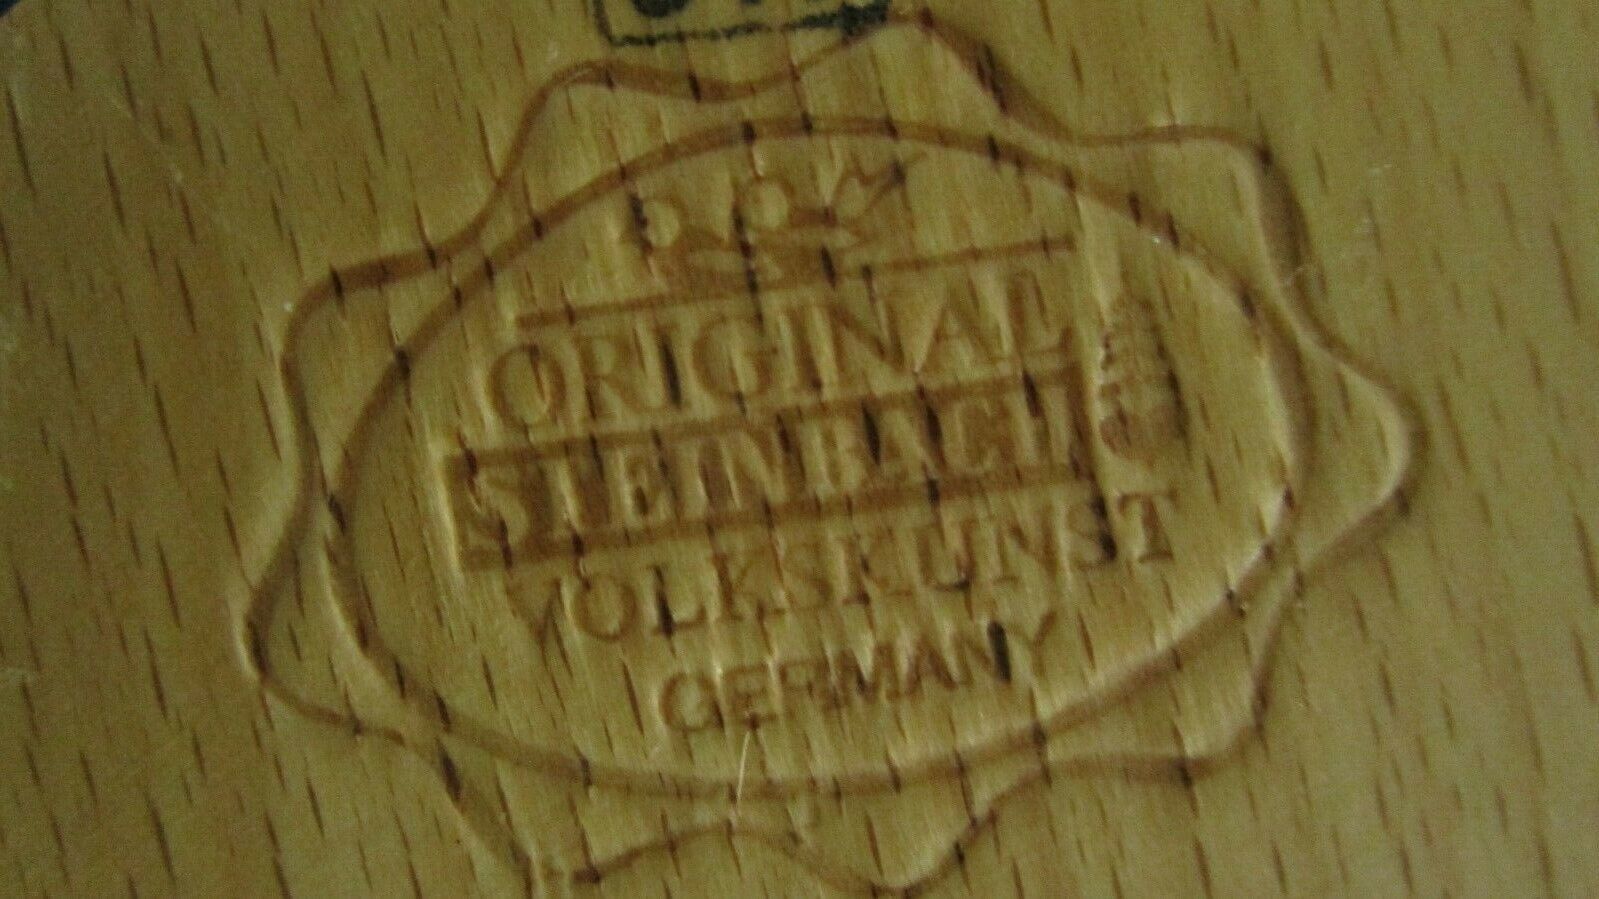 ORIGINAL
STEINBACH
VOLKSKUNST
GERMANY